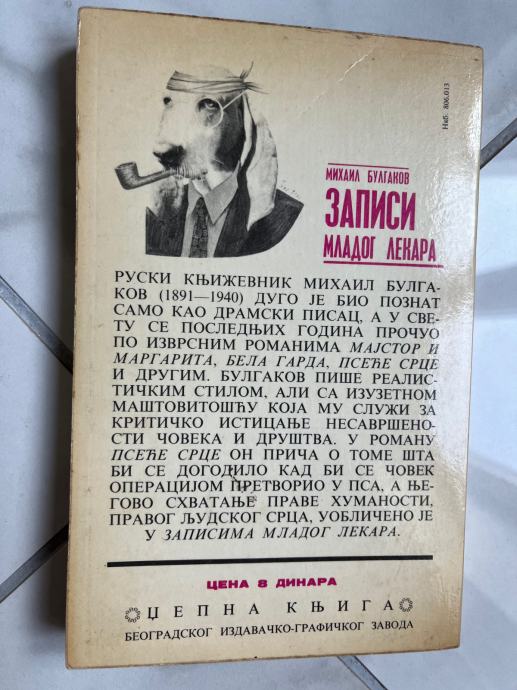 Наб. 806.013
МИХАИЛ БУЛГАКОВ
ЗАПИСИ
МЛАДОГ ЛЕКАРА
РУСКИ КЊИЖЕВНИК МИХАИЛ БУЛГА-
КОВ (1891—1940) ДУГО ЈЕ БИО ПОЗНАТ
САМО КАО ДРАМСКИ ПИСАЦ, А У СВЕ-
ТУ СЕ ПОСЛЕДЊИХ ГОДИНА ПРОЧУО
ПО ИЗВРСНИМ РОМАНИМА МАЈСТОР И
МАРГАРИТА, БЕЛА ГАРДА, ПСЕЋЕ СРЦЕ
И ДРУГИМ. БУЛГАКОВ ПИШЕ РЕАЛИС-
ТИЧКИМ СТИЛОМ, АЛИ СА ИЗУЗЕТНОМ
МАШТОВИТОШЋУ КОЈА МУ СЛУЖИ ЗА
КРИТИЧКО ИСТИЦАЊЕ НЕСАВРШЕНО-
СТИ ЧОВЕКА И ДРУШТВА. У РОМАНУ
ПСЕЋЕ СРЦЕ ОН ПРИЧА О ТОМЕ ШТА
БИ СЕ ДОГОДИЛО КАД БИ СЕ ЧОВЕК
ОПЕРАЦИЈОМ ПРЕТВОРИО У ПСА, А ЊЕ-
ГОВО СХВАТАЊЕ ПРАВЕ ХУМАНОСТИ,
ПРАВОГ ЉУДСКОГ СРЦА, УОБЛИЧЕНО ЈЕ
У ЗАПИСИМА МЛАДОГ ЛЕКАРА.
ЦЕНА 8 ДИНАРА
ЏЕПНА КЊИГА
БЕОГРАДСКОГ ИЗДАВАЧКО-ГРАФИЧКОГ ЗАВОДА